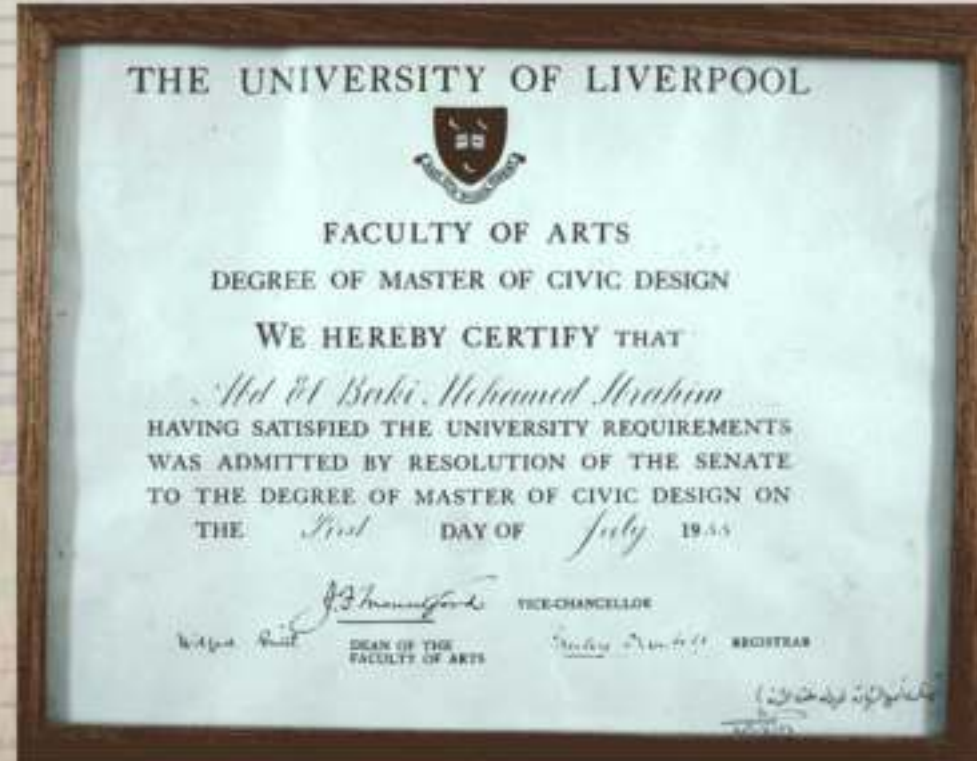 THE UNIVERSITY OF LIVERPOOL
FACULTY OF ARTS
DEGREE OF MASTER OF CIVIC DESIGN
WE HEREBY CERTIFY THAT
Abd El Baki Mohamed Ibrahim
HAVING SATISFIED THE UNIVERSITY REQUIREMENTS
WAS ADMITTED BY RESOLUTION OF THE SENATE
TO THE DEGREE OF MASTER OF CIVIC DESIGN ON
THE First DAY OF July 1955
VICE-CHANCELLOR
DEAN OF THE REGISTRAR
FACULTY OF ARTS